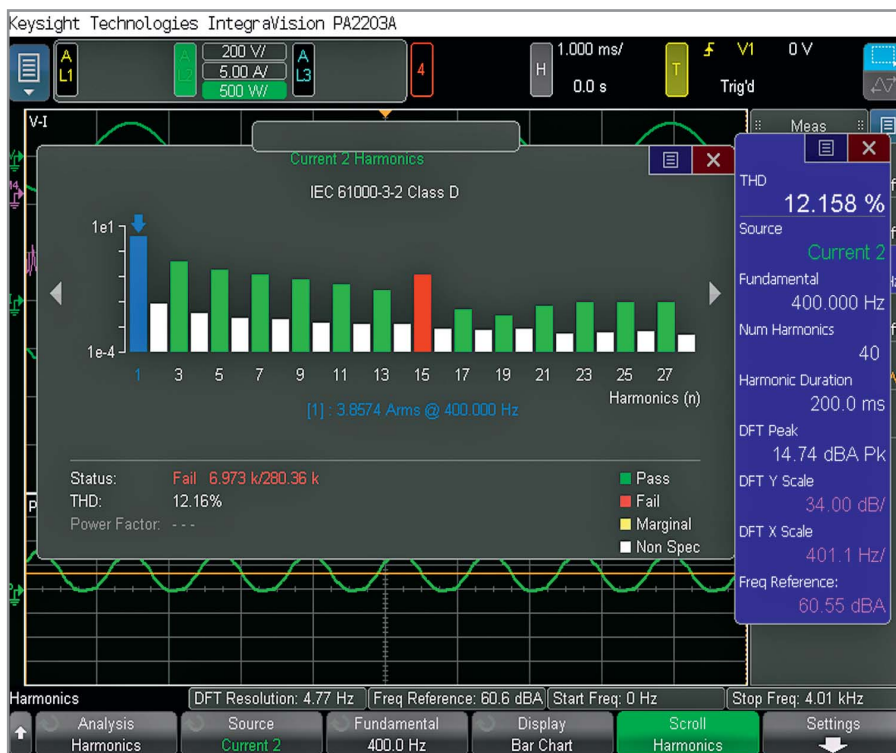 Keysight Technologies IntegraVision PA2203A
A
L1
A
L2
200 V/
5.00 A/
500 W/
A
L3
4
H
1.000 ms/
0.0 s
T
V1
0 V
Trig'd
V-I
Meas
Current 2 Harmonics
IEC 61000-3-2 Class D
1e1
1e-4
1 3 5 7 9 11 13 15 17 19 21 23 25 27
Harmonics (n)
[1] : 3.8574 Arms @ 400.000 Hz
Status: Fail 6.973 k/280.36 k
THD: 12.16%
Power Factor: - - -
Pass
Fail
Marginal
Non Spec
THD
12.158 %
Source
Current 2
Fundamental
400.000 Hz
Num Harmonics
40
Harmonic Duration
200.0 ms
DFT Peak
14.74 dBA Pk
DFT Y Scale
34.00 dB/
DFT X Scale
401.1 Hz/
Freq Reference:
60.55 dBA
Harmonics
DFT Resolution: 4.77 Hz
Freq Reference: 60.6 dBA
Start Freq: 0 Hz
Stop Freq: 4.01 kHz
Analysis
Harmonics
Source
Current 2
Fundamental
400.0 Hz
Display
Bar Chart
Scroll
Harmonics
Settings